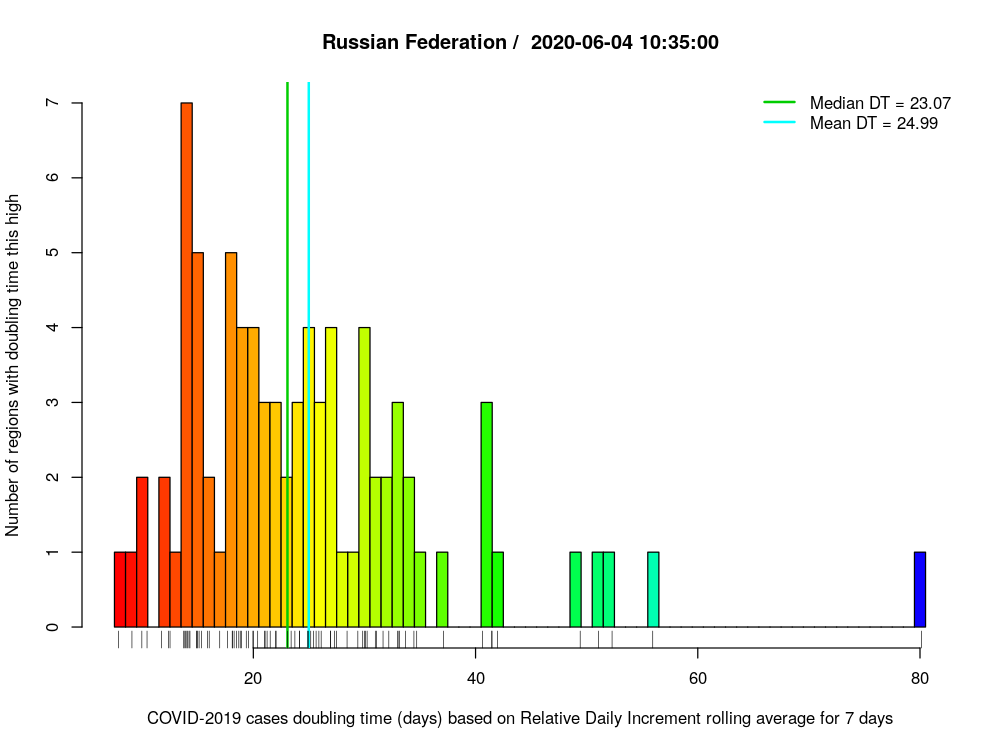 Russian Federation /  2020-06-04 10:35:00
Median DT = 23.07
Mean DT = 24.99
Number of regions with doubling time this high
7
6
5
4
3
2
1
0
20 40 60 80
COVID-2019 cases doubling time (days) based on Relative Daily Increment rolling average for 7 days